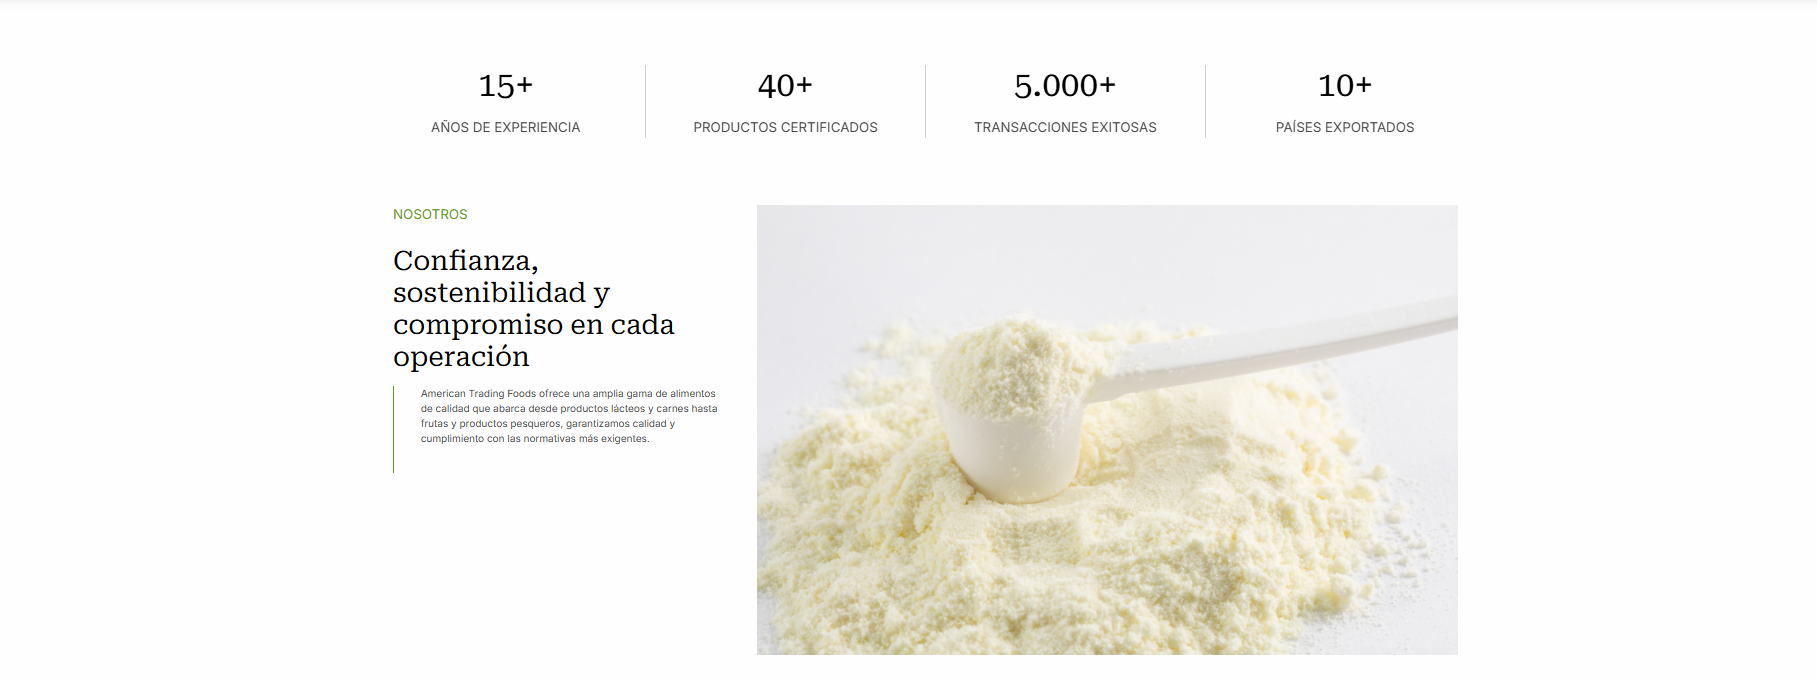 15+
AÑOS DE EXPERIENCIA
40+
PRODUCTOS CERTIFICADOS
5.000+
TRANSACCIONES EXITOSAS
10+
PAÍSES EXPORTADOS
NOSOTROS
Confianza,
sostenibilidad y
compromiso en cada
operación
American Trading Foods ofrece una amplia gama de alimentos
de calidad que abarca desde productos lácteos y carnes hasta
frutas y productos pesqueros, garantizamos calidad y
cumplimiento con las normativas más exigentes.